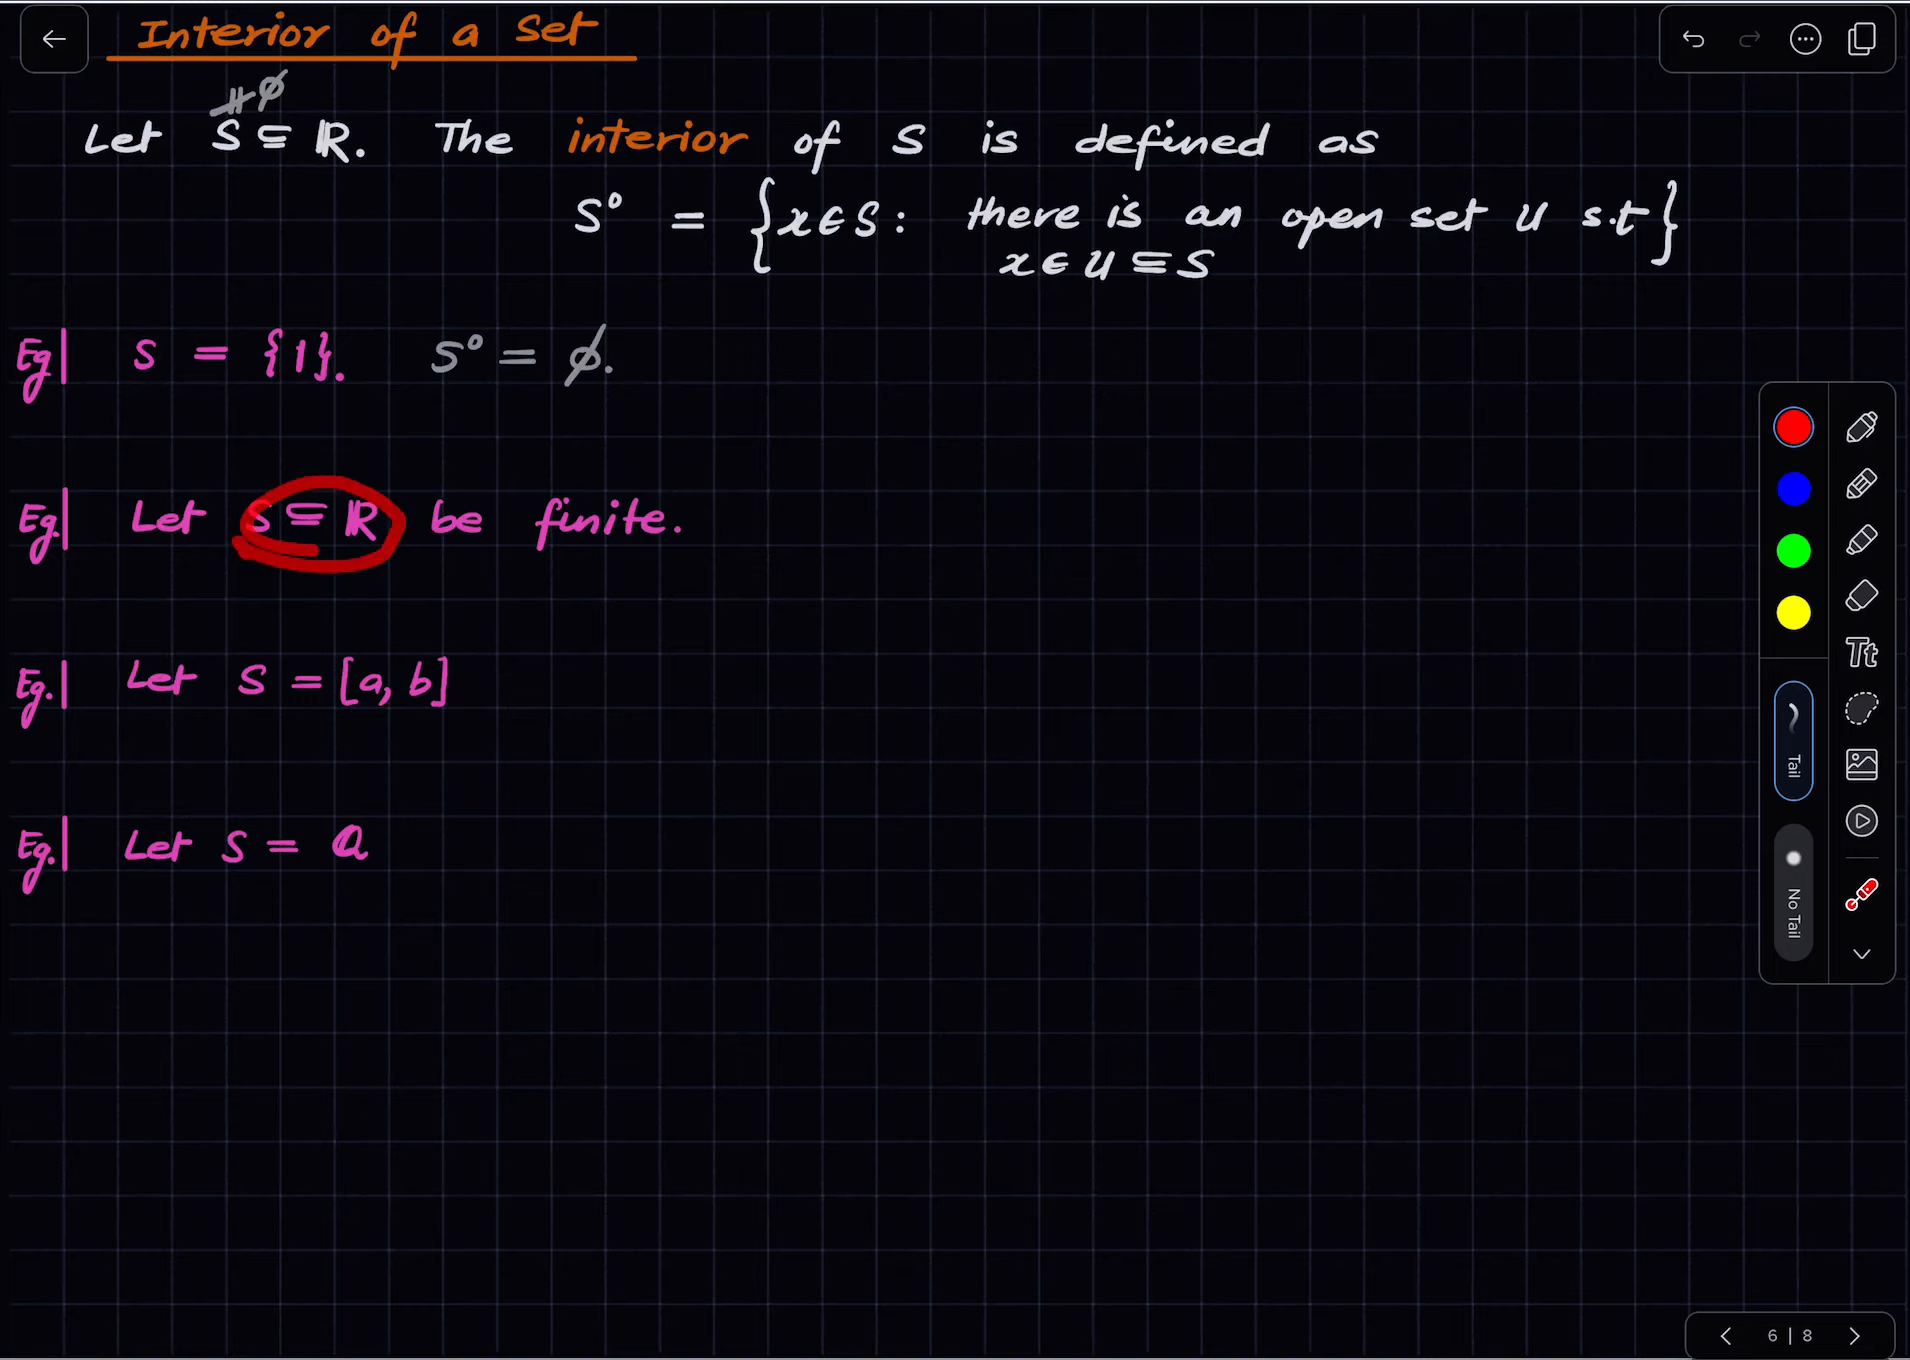 Interior of a set
≠ ∅
Let S ⊆ ℝ. The interior of S is defined as
S° = {x ∈ S : there is an open set U s.t}
x ∈ U ⊆ S
Eg| S = {1}. S° = ∅.
Eg.| Let S ⊆ ℝ be finite.
Eg.| Let S = [a, b]
Eg.| Let S = ℚ
Tt
Tail
No Tail
6 | 8